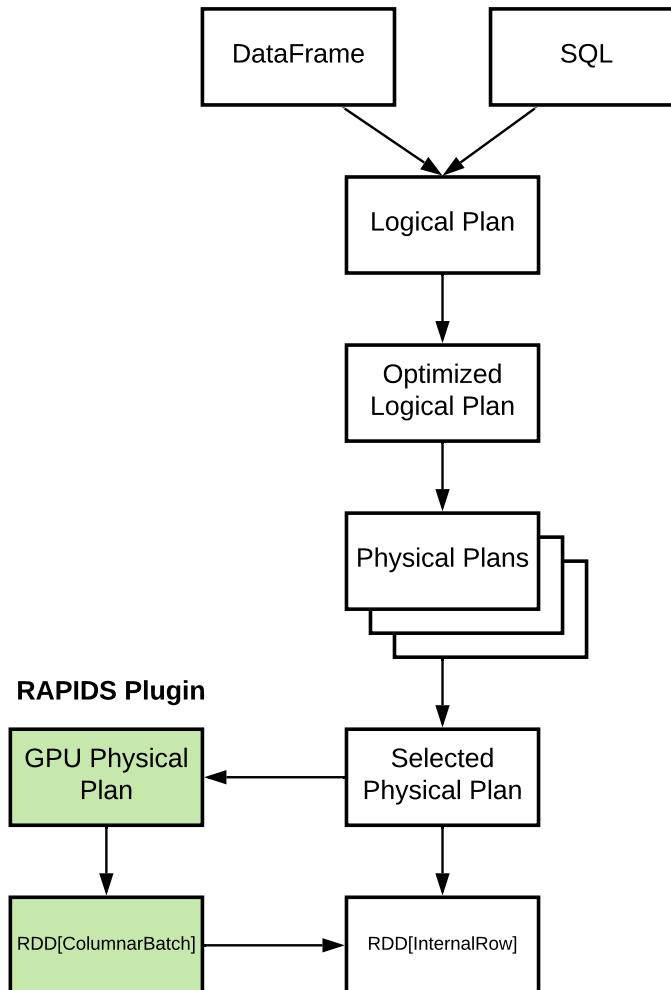 DataFrame
SQL
Logical Plan
Optimized
Logical Plan
Physical Plans
RAPIDS Plugin
GPU Physical
Plan
Selected
Physical Plan
RDD[ColumnarBatch]
RDD[InternalRow]